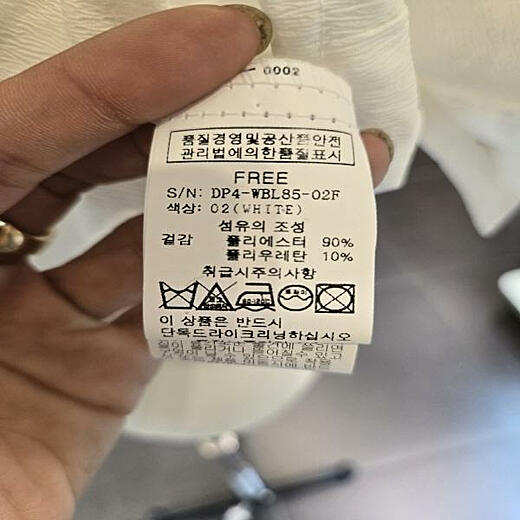 0002
품질경영및공산품안전
관리법에의한품질표시
FREE
S/N: DP4-WBL85-02F
색상: 02(WHITE)
섬유의 조성
겉감 폴리에스터 90%
폴리우레탄 10%
취급시주의사항
드라이
이 상품은 반드시
단독드라이크리닝하십시오